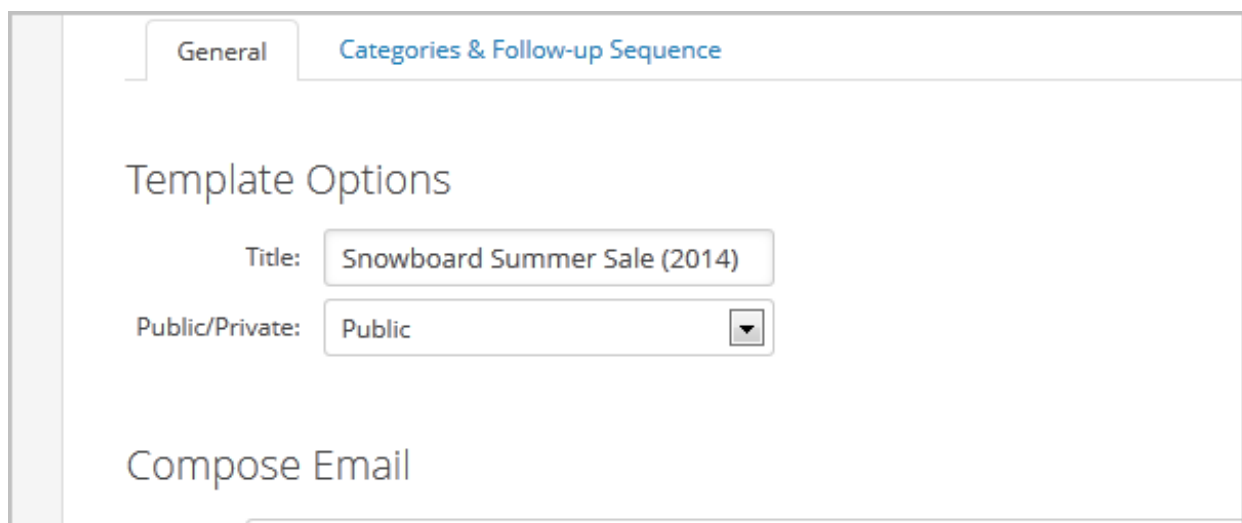 General Categories & Follow-up Sequence
Template Options
Title: Snowboard Summer Sale (2014)
Public/Private: Public
Compose Email